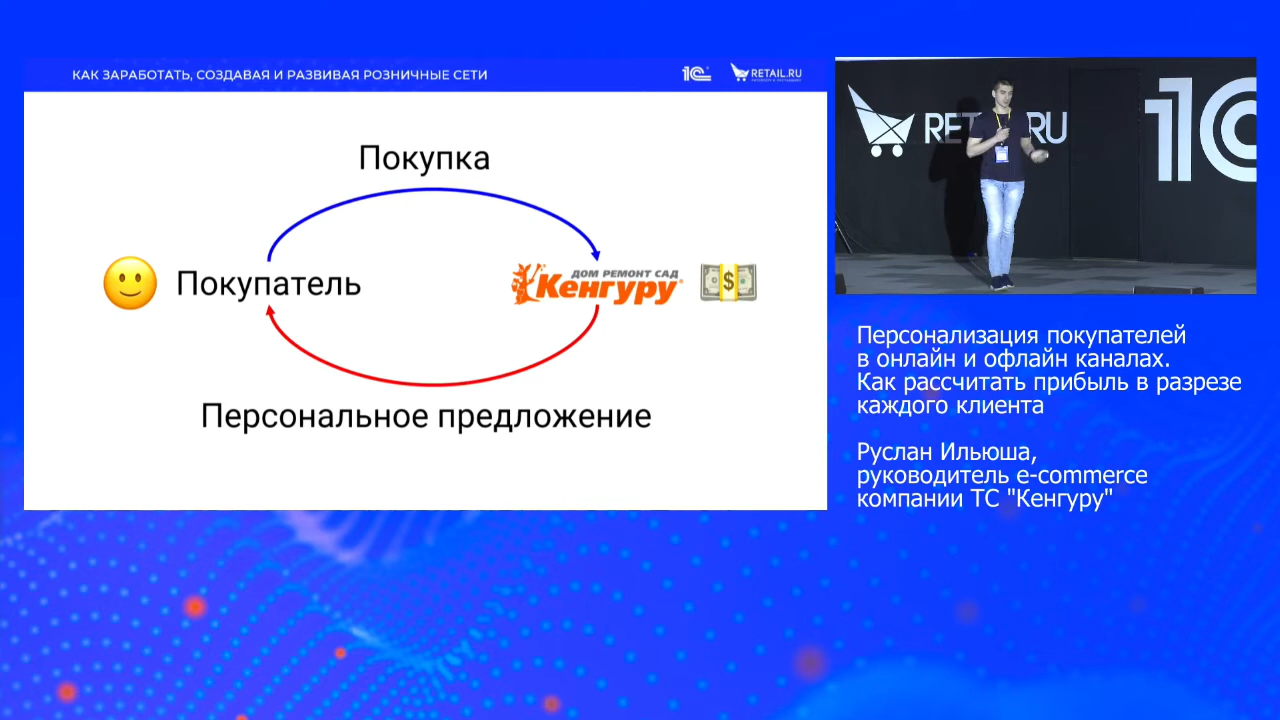 КАК ЗАРАБОТАТЬ, СОЗДАВАЯ И РАЗВИВАЯ РОЗНИЧНЫЕ СЕТИ
1С
RETAIL.RU
Покупка
Покупатель
ДОМ РЕМОНТ САД
Кенгуру
Персональное предложение
RET RU
1С
Персонализация покупателей
в онлайн и офлайн каналах.
Как рассчитать прибыль в разрезе
каждого клиента
Руслан Ильюша,
руководитель e-commerce
компании ТС "Кенгуру"